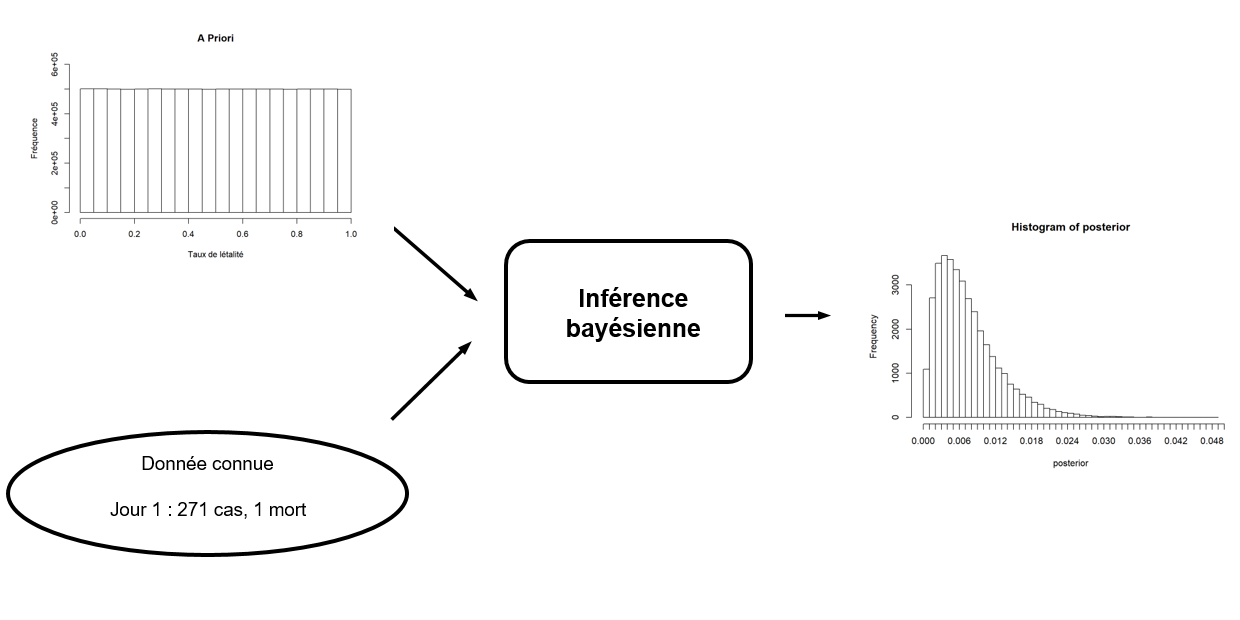 A Priori
6e+05
4e+05
2e+05
0e+00
Fréquence
0.0 0.2 0.4 0.6 0.8 1.0
Taux de létalité
Inférence
bayésienne
Donnée connue
Jour 1 : 271 cas, 1 mort
Histogram of posterior
3000
2000
1000
0
Frequency
0.000 0.006 0.012 0.018 0.024 0.030 0.036 0.042 0.048
posterior